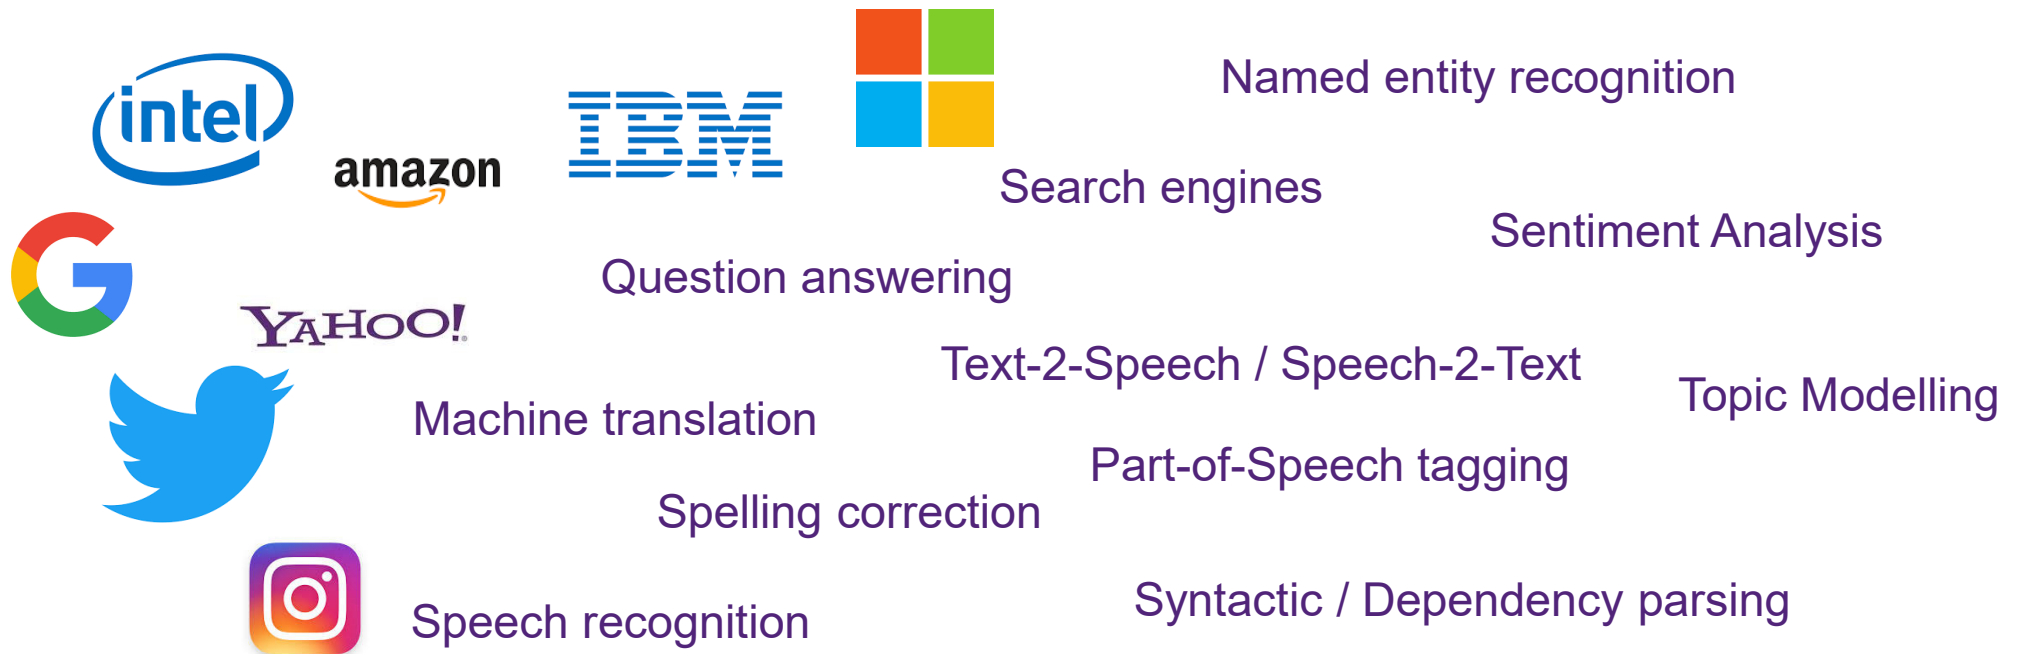 intel
amazon
IBM
Named entity recognition
Search engines
Sentiment Analysis
Question answering
YAHOO!
Text-2-Speech / Speech-2-Text
Topic Modelling
Machine translation
Part-of-Speech tagging
Spelling correction
Syntactic / Dependency parsing
Speech recognition